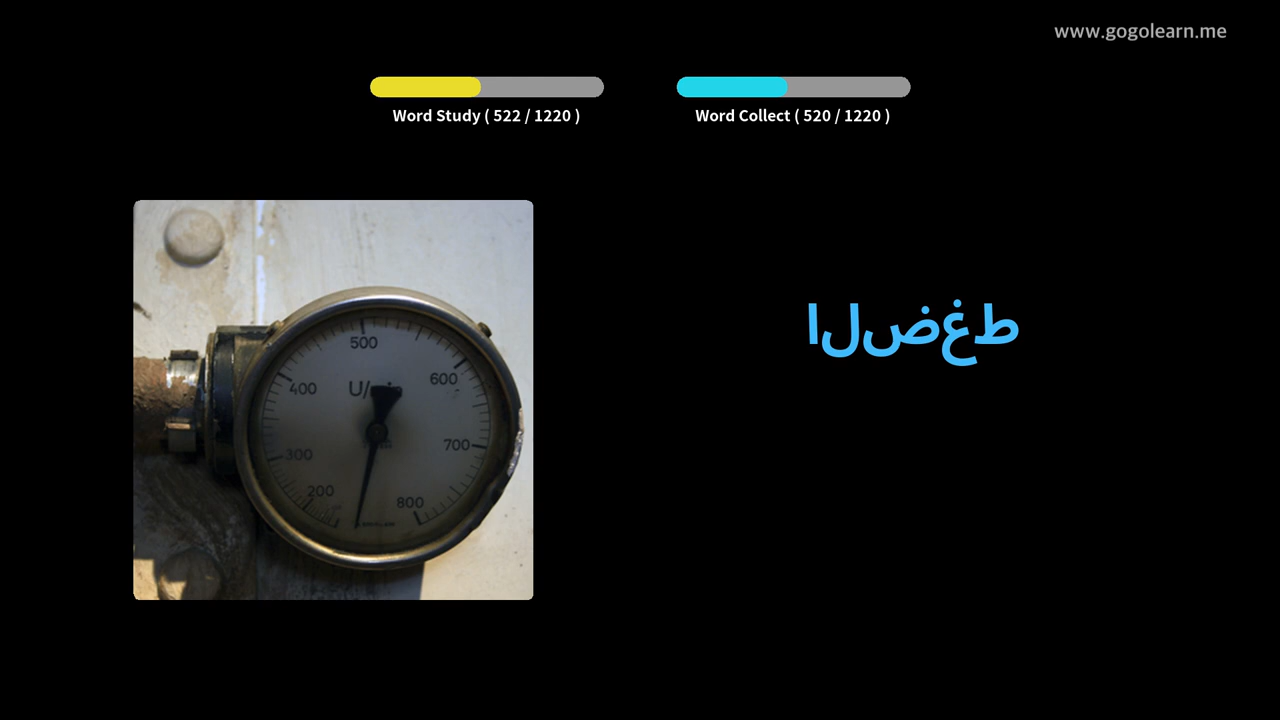 www.gogolearn.me
Word Study ( 522 / 1220 )
Word Collect ( 520 / 1220 )
الضغط
500
400
600
U/
300
700
200
800